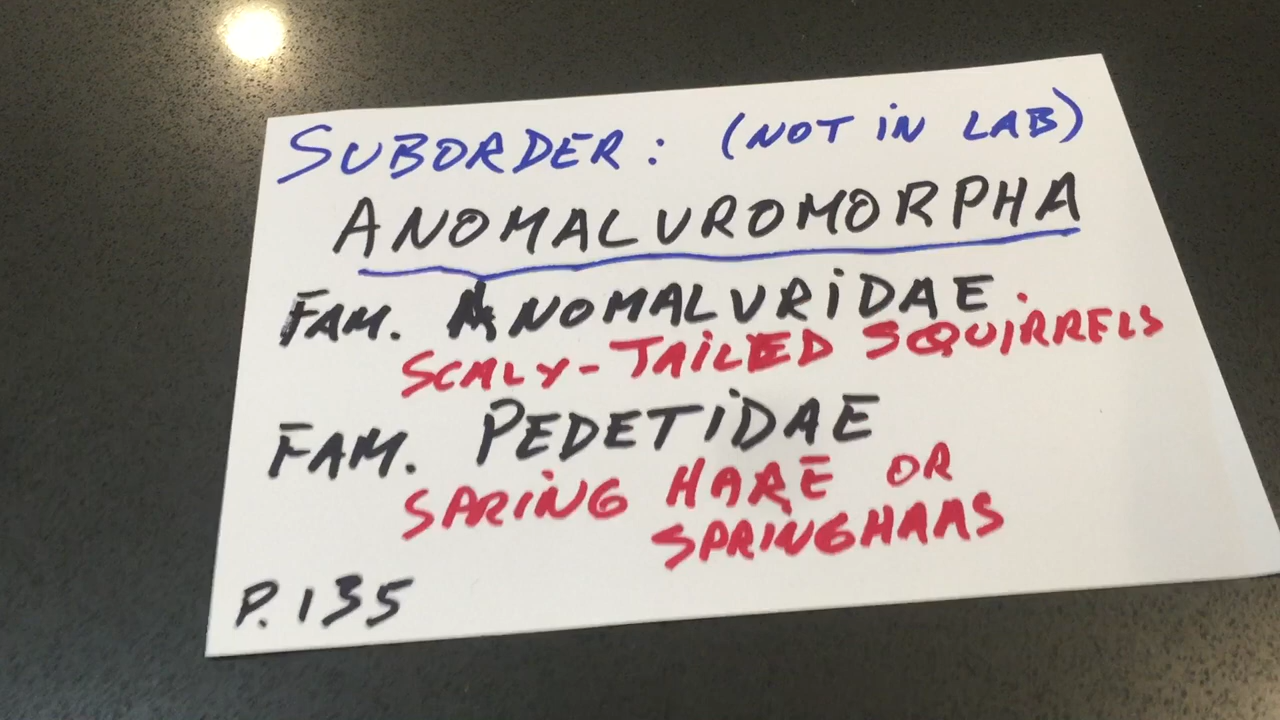 SUBORDER: (NOT iN LAB)
ANOMALUROMORPHA
FAM. ANOMALURiDAE
SCALY-TAiLED SQUiRRELS
FAM. PEDETiDAE
SPRiNG HARE OR
SPRiNGHAAS
P. 135